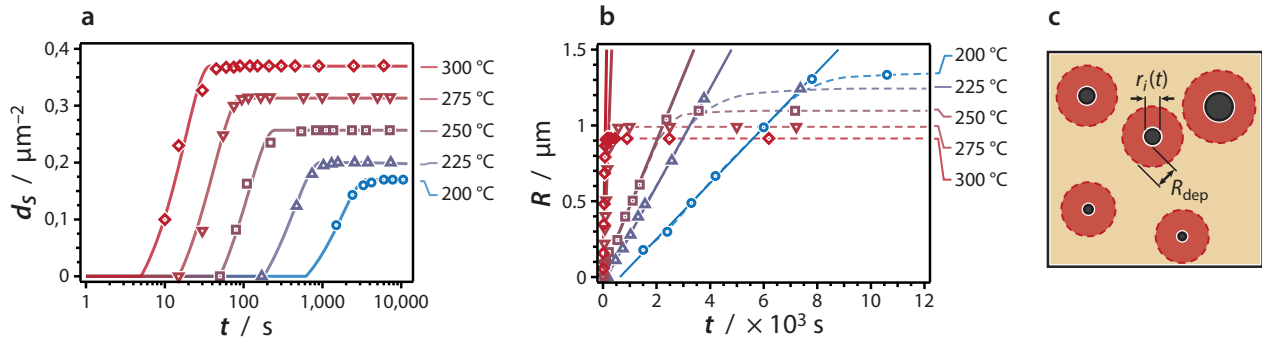 a
0,4
0,3
0,2
0,1
0
d_S / μm⁻²
1
10
100
1,000
10,000
t / s
300 °C
275 °C
250 °C
225 °C
200 °C
b
1.5
1
0.5
0
R / μm
0
2
4
6
8
10
12
t / × 10³ s
200 °C
225 °C
250 °C
275 °C
300 °C
c
r_i(t)
R_dep